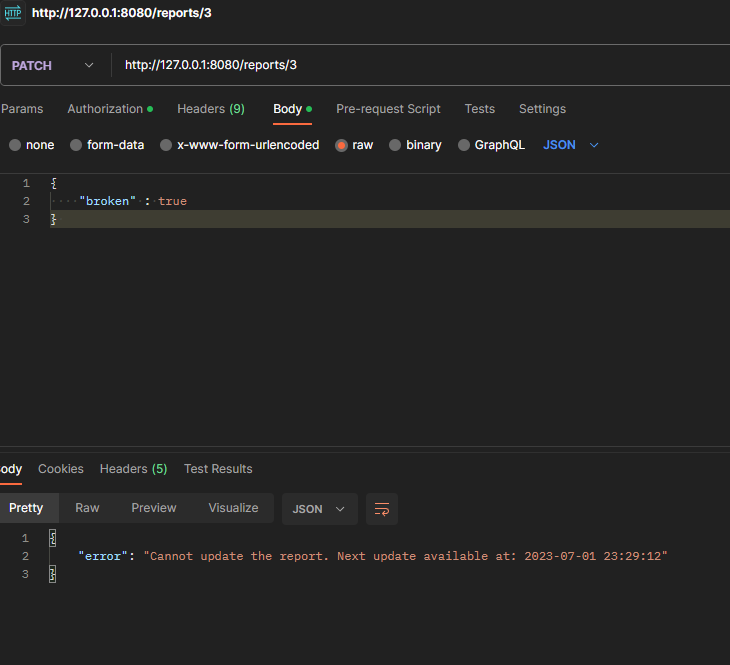 HTTP http://127.0.0.1:8080/reports/3
PATCH http://127.0.0.1:8080/reports/3
Params Authorization Headers (9) Body Pre-request Script Tests Settings
none form-data x-www-form-urlencoded raw binary GraphQL JSON
1 {
2 "broken" : true
3 }
ody Cookies Headers (5) Test Results
Pretty Raw Preview Visualize JSON
1 {
2 "error": "Cannot update the report. Next update available at: 2023-07-01 23:29:12"
3 }